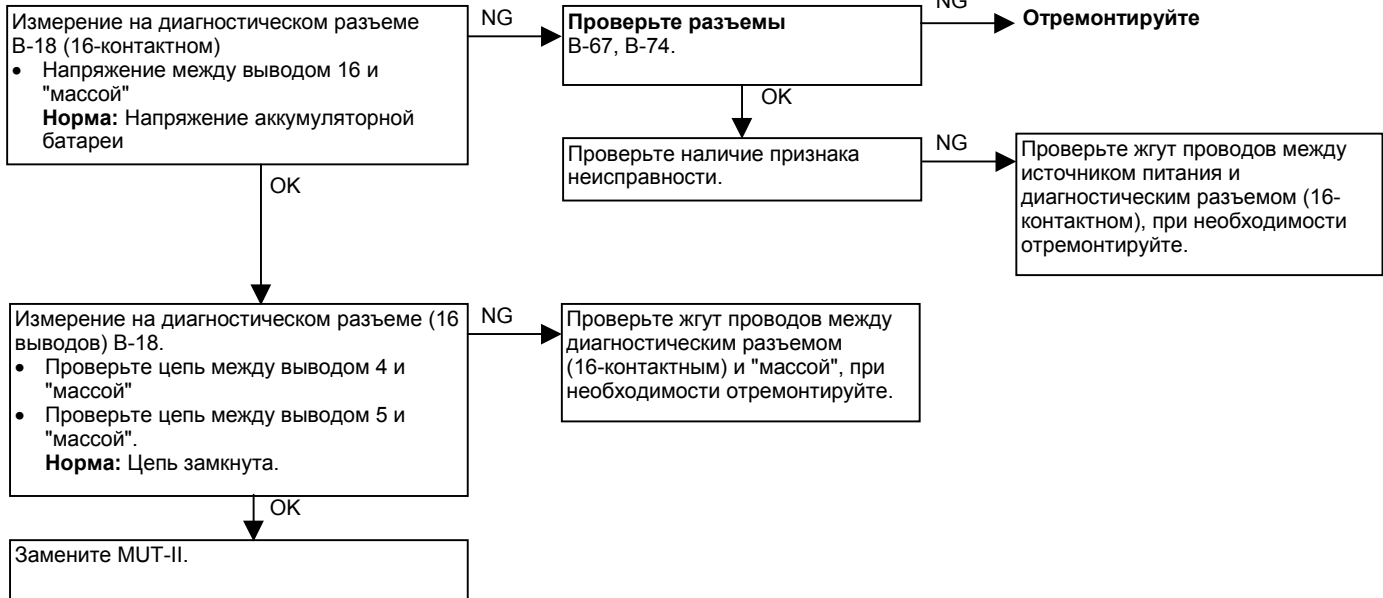 Измерение на диагностическом разъеме
B-18 (16-контактном)
• Напряжение между выводом 16 и
"массой"
Норма: Напряжение аккумуляторной
батареи
NG
Проверьте разъемы
B-67, B-74.
NG
Отремонтируйте
OK
Проверьте наличие признака
неисправности.
NG
Проверьте жгут проводов между
источником питания и
диагностическим разъемом (16-
контактном), при необходимости
отремонтируйте.
OK
Измерение на диагностическом разъеме (16
выводов) B-18.
• Проверьте цепь между выводом 4 и
"массой"
• Проверьте цепь между выводом 5 и
"массой".
Норма: Цепь замкнута.
NG
Проверьте жгут проводов между
диагностическим разъемом
(16-контактным) и "массой", при
необходимости отремонтируйте.
OK
Замените MUT-II.